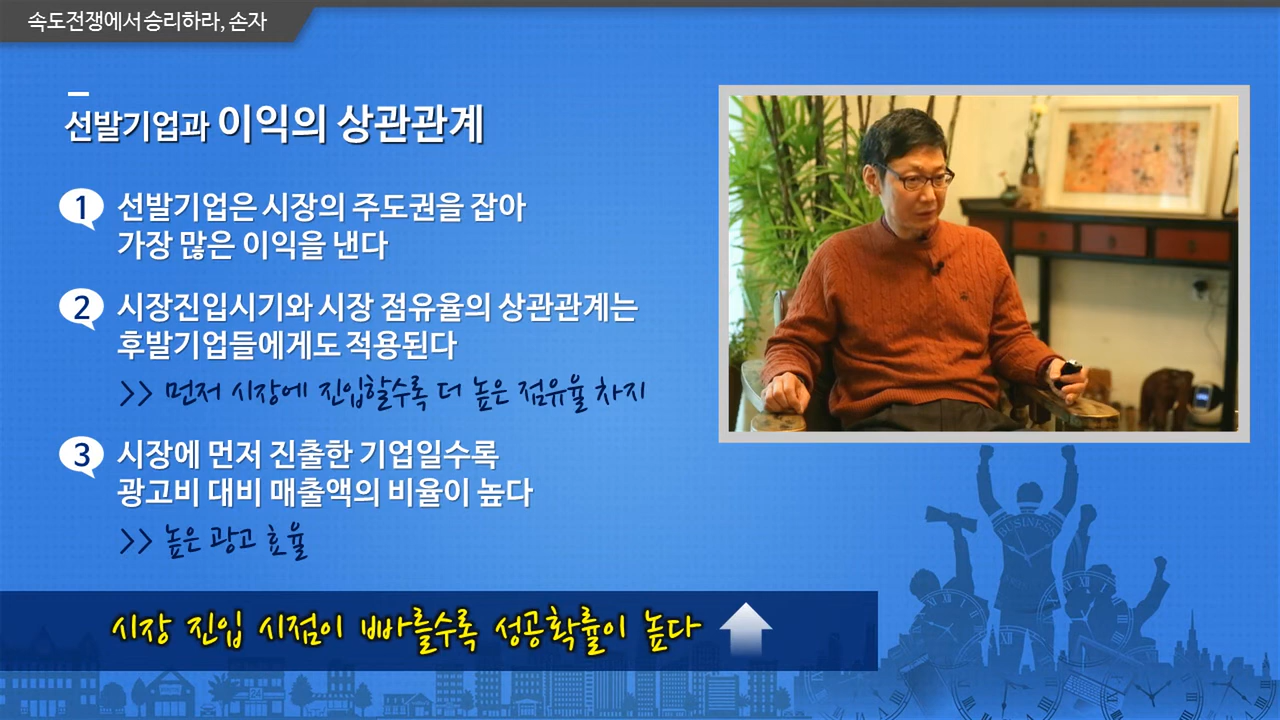 속도전쟁에서 승리하라, 손자
선발기업과 이익의 상관관계
1 선발기업은 시장의 주도권을 잡아
가장 많은 이익을 낸다
2 시장진입시기와 시장 점유율의 상관관계는
후발기업들에게도 적용된다
>> 먼저 시장에 진입할수록 더 높은 점유율 차지
3 시장에 먼저 진출한 기업일수록
광고비 대비 매출액의 비율이 높다
>> 높은 광고 효율
BUSINESS
시장 진입 시점이 빠를수록 성공확률이 높다
24